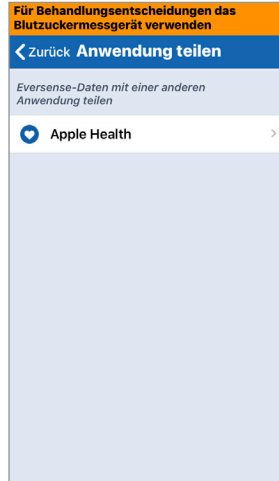 Für Behandlungsentscheidungen das
Blutzuckermessgerät verwenden
Zurück Anwendung teilen
Eversense-Daten mit einer anderen
Anwendung teilen
Apple Health